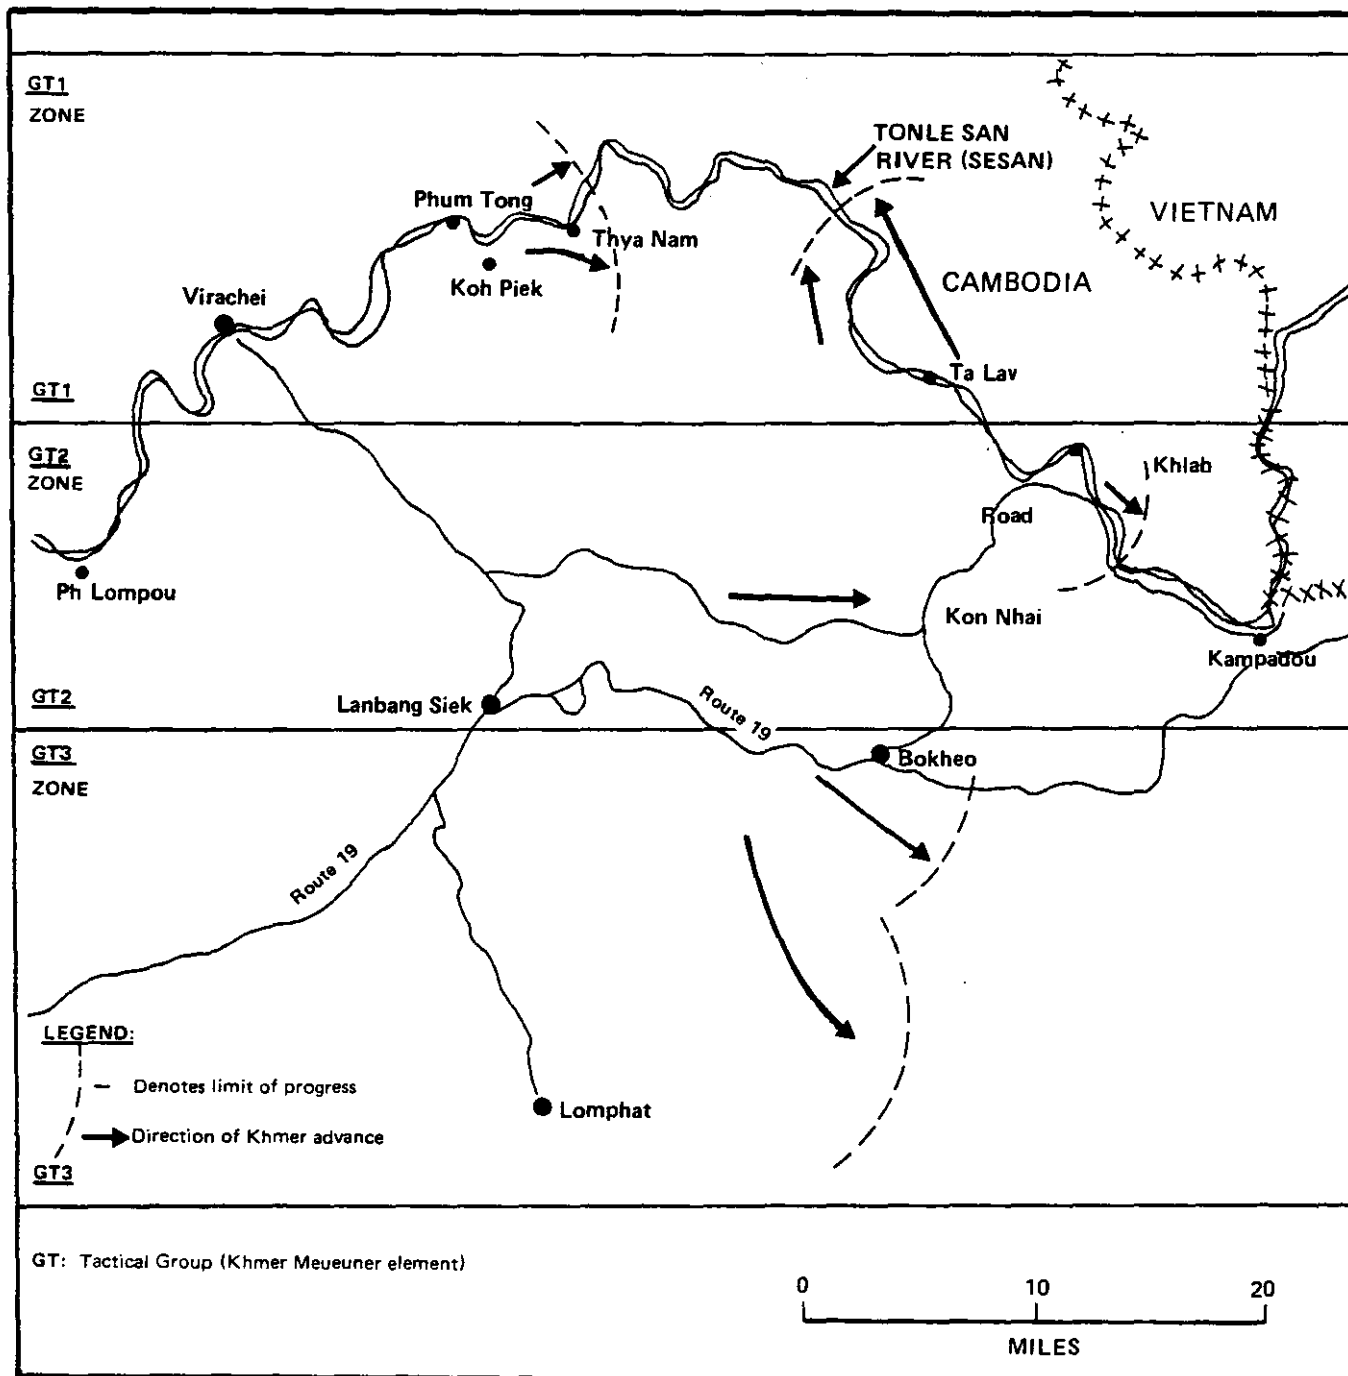 GT1
ZONE
TONLE SAN
RIVER (SESAN)
Phum Tong
VIETNAM
Thya Nam
Koh Piek
CAMBODIA
Virachei
Ta Lav
GT1
GT2
ZONE
Khlab
Road
Ph Lompou
Kon Nhai
Kampadou
GT2
Lanbang Siek
Route 19
GT3
ZONE
Bokheo
Route 19
LEGEND:
Denotes limit of progress
Lomphat
Direction of Khmer advance
GT3
GT: Tactical Group (Khmer Meueuner element)
0 10 20
MILES